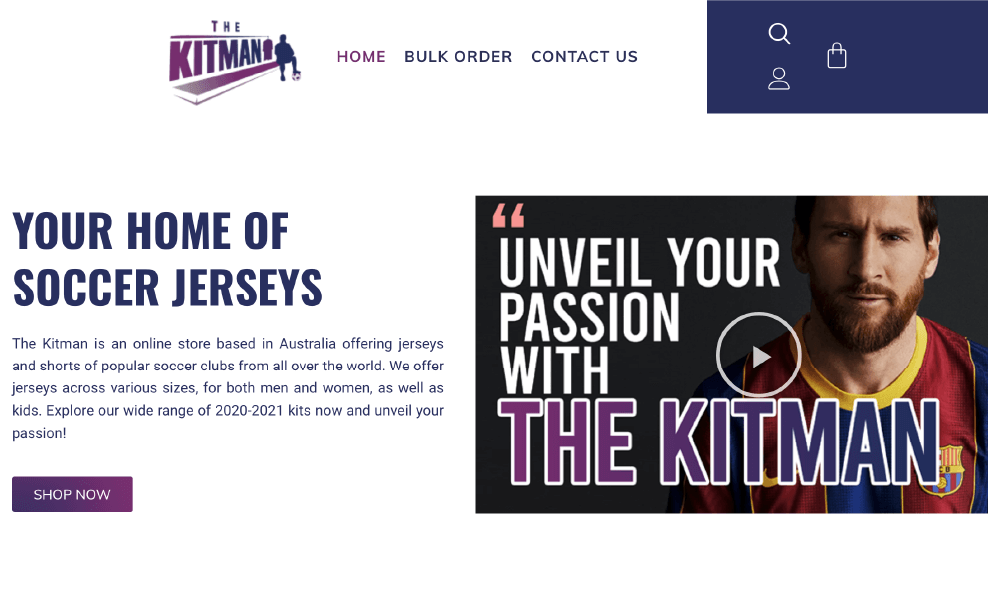 THE
KITMAN
HOME BULK ORDER CONTACT US
YOUR HOME OF
SOCCER JERSEYS
The Kitman is an online store based in Australia offering jerseys
and shorts of popular soccer clubs from all over the world. We offer
jerseys across various sizes, for both men and women, as well as
kids. Explore our wide range of 2020-2021 kits now and unveil your
passion!
SHOP NOW
“
UNVEIL YOUR
PASSION
WITH
THE KITMAN